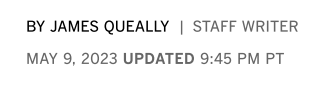 BY JAMES QUEALLY | STAFF WRITER
MAY 9, 2023 UPDATED 9:45 PM PT